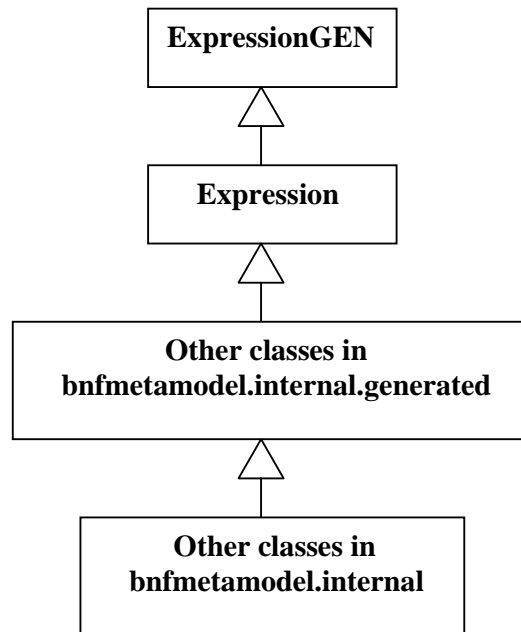 ExpressionGEN
Expression
Other classes in
bnfmetamodel.internal.generated
Other classes in
bnfmetamodel.internal